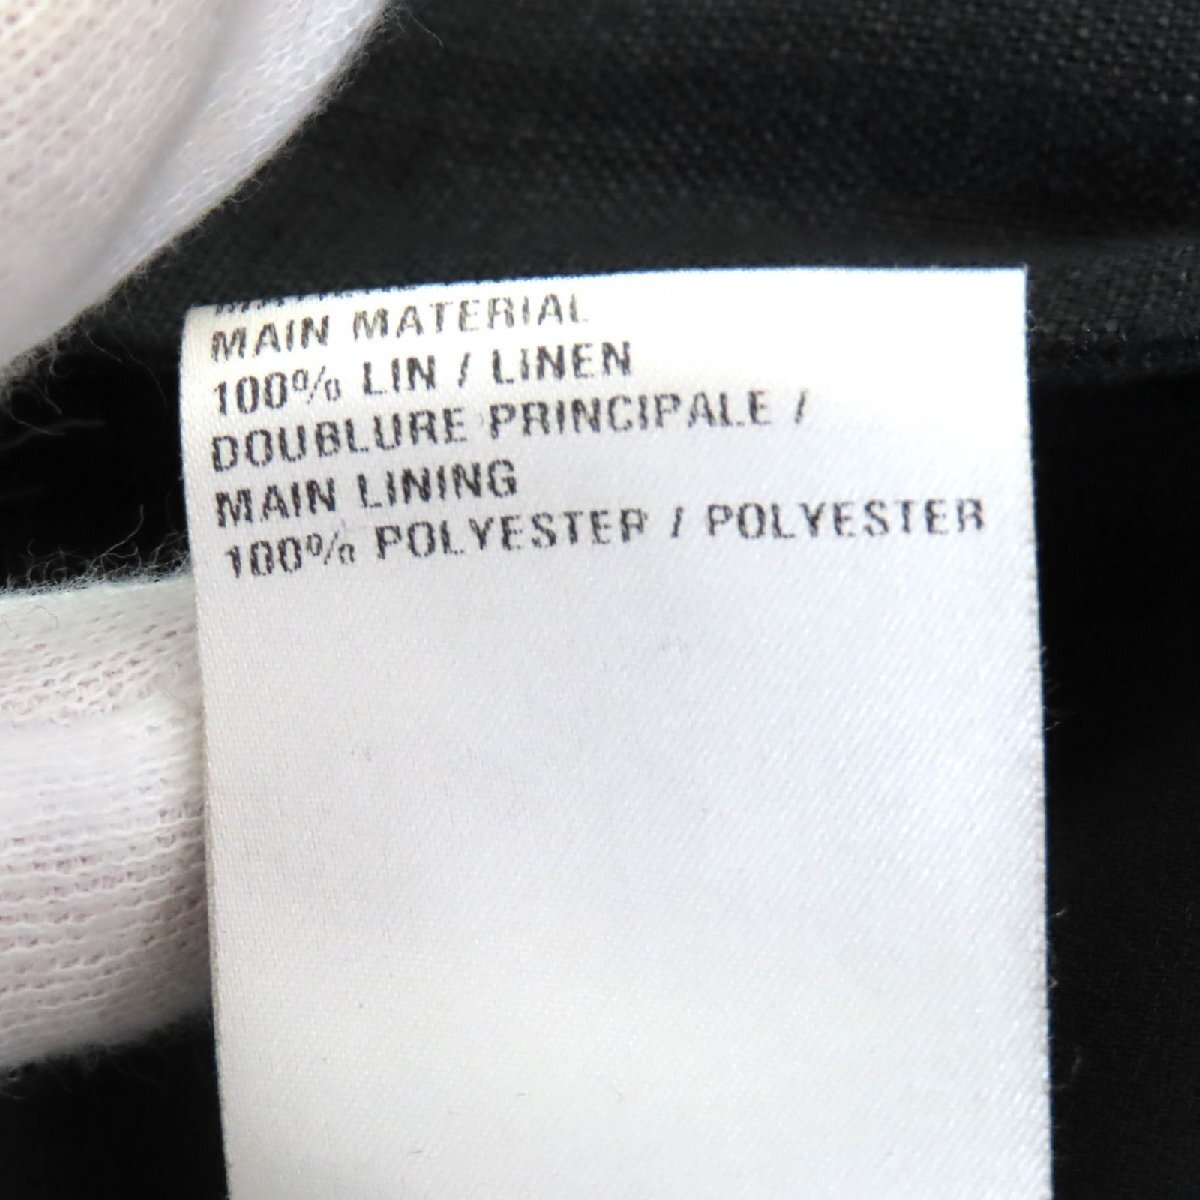 MAIN MATERIAL
100% LIN / LINEN
DOUBLURE PRINCIPALE /
MAIN LINING
100% POLYESTER / POLYESTER